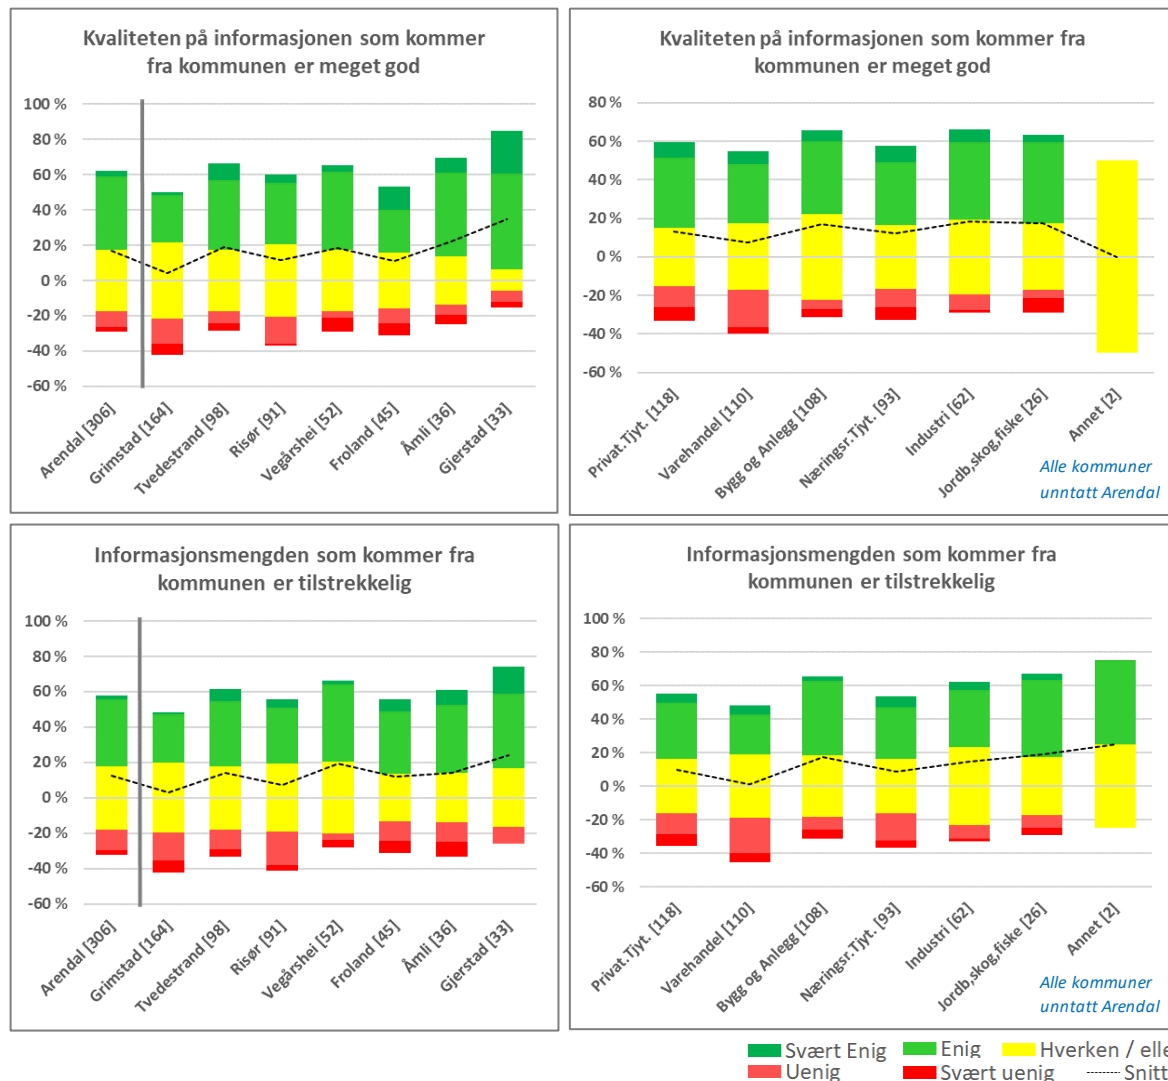 Kvaliteten på informasjonen som kommer
fra kommunen er meget god
100 %
80 %
60 %
40 %
20 %
0 %
-20 %
-40 %
-60 %
Arendal [306]
Grimstad [164]
Tvedestrand [98]
Risør [91]
Vegårshei [52]
Froland [45]
Åmli [36]
Gjerstad [33]
Kvaliteten på informasjonen som kommer fra
kommunen er meget god
80 %
60 %
40 %
20 %
0 %
-20 %
-40 %
-60 %
Privat.Tjyt. [118]
Varehandel [110]
Bygg og Anlegg [108]
Næringsr.Tjyt. [93]
Industri [62]
Jordb,skog,fiske [26]
Annet [2]
Alle kommuner
unntatt Arendal
Informasjonsmengden som kommer fra
kommunen er tilstrekkelig
100 %
80 %
60 %
40 %
20 %
0 %
-20 %
-40 %
-60 %
Arendal [306]
Grimstad [164]
Tvedestrand [98]
Risør [91]
Vegårshei [52]
Froland [45]
Åmli [36]
Gjerstad [33]
Informasjonsmengden som kommer fra
kommunen er tilstrekkelig
100 %
80 %
60 %
40 %
20 %
0 %
-20 %
-40 %
-60 %
Privat.Tjyt. [118]
Varehandel [110]
Bygg og Anlegg [108]
Næringsr.Tjyt. [93]
Industri [62]
Jordb,skog,fiske [26]
Annet [2]
Alle kommuner
unntatt Arendal
Svært Enig Enig Hverken / elle
Uenig Svært uenig Snitt